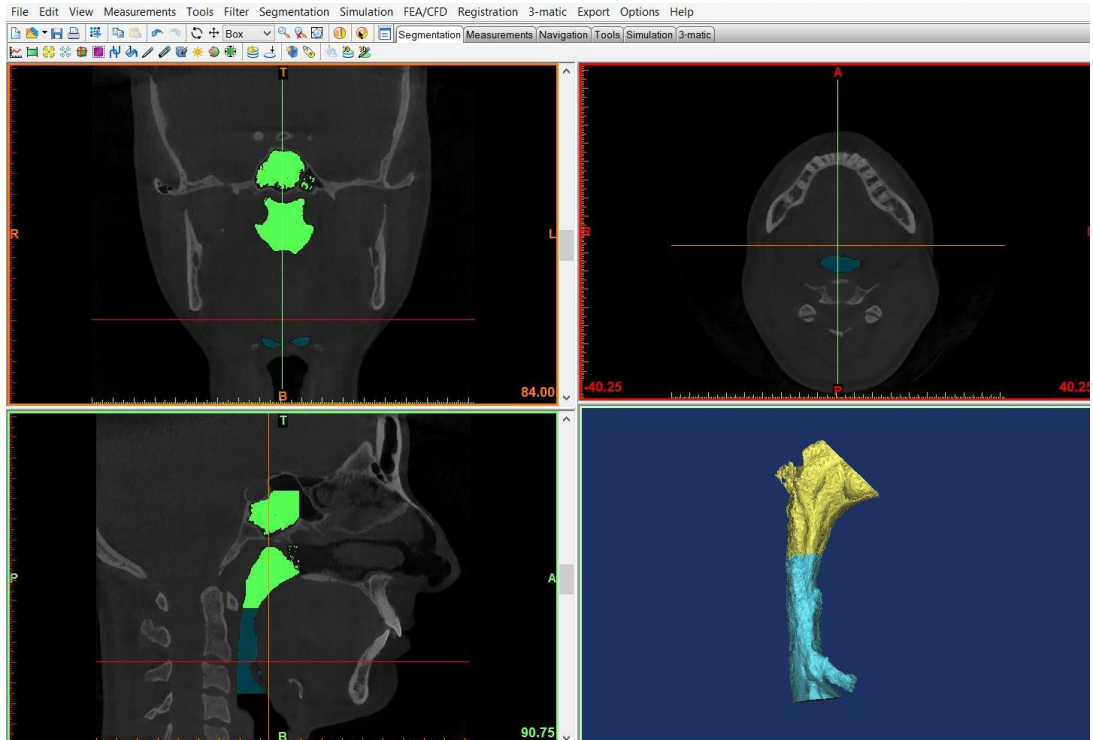 File Edit View Measurements Tools Filter Segmentation Simulation FEA/CFD Registration 3-matic Export Options Help
Box Segmentation Measurements Navigation Tools Simulation 3-matic
T
R
L
B
84.00
A
R
P
-40.25
40.25
T
P
A
B
90.75